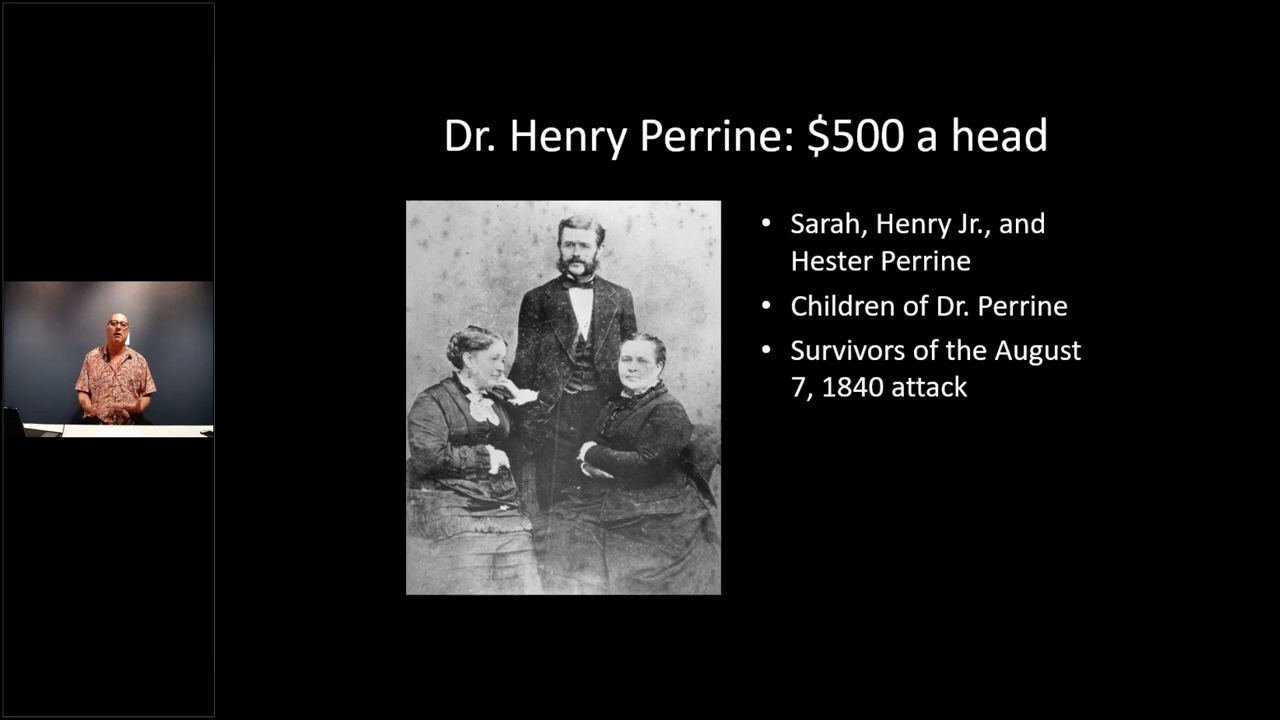 Dr. Henry Perrine: $500 a head
• Sarah, Henry Jr., and
Hester Perrine
• Children of Dr. Perrine
• Survivors of the August
7, 1840 attack